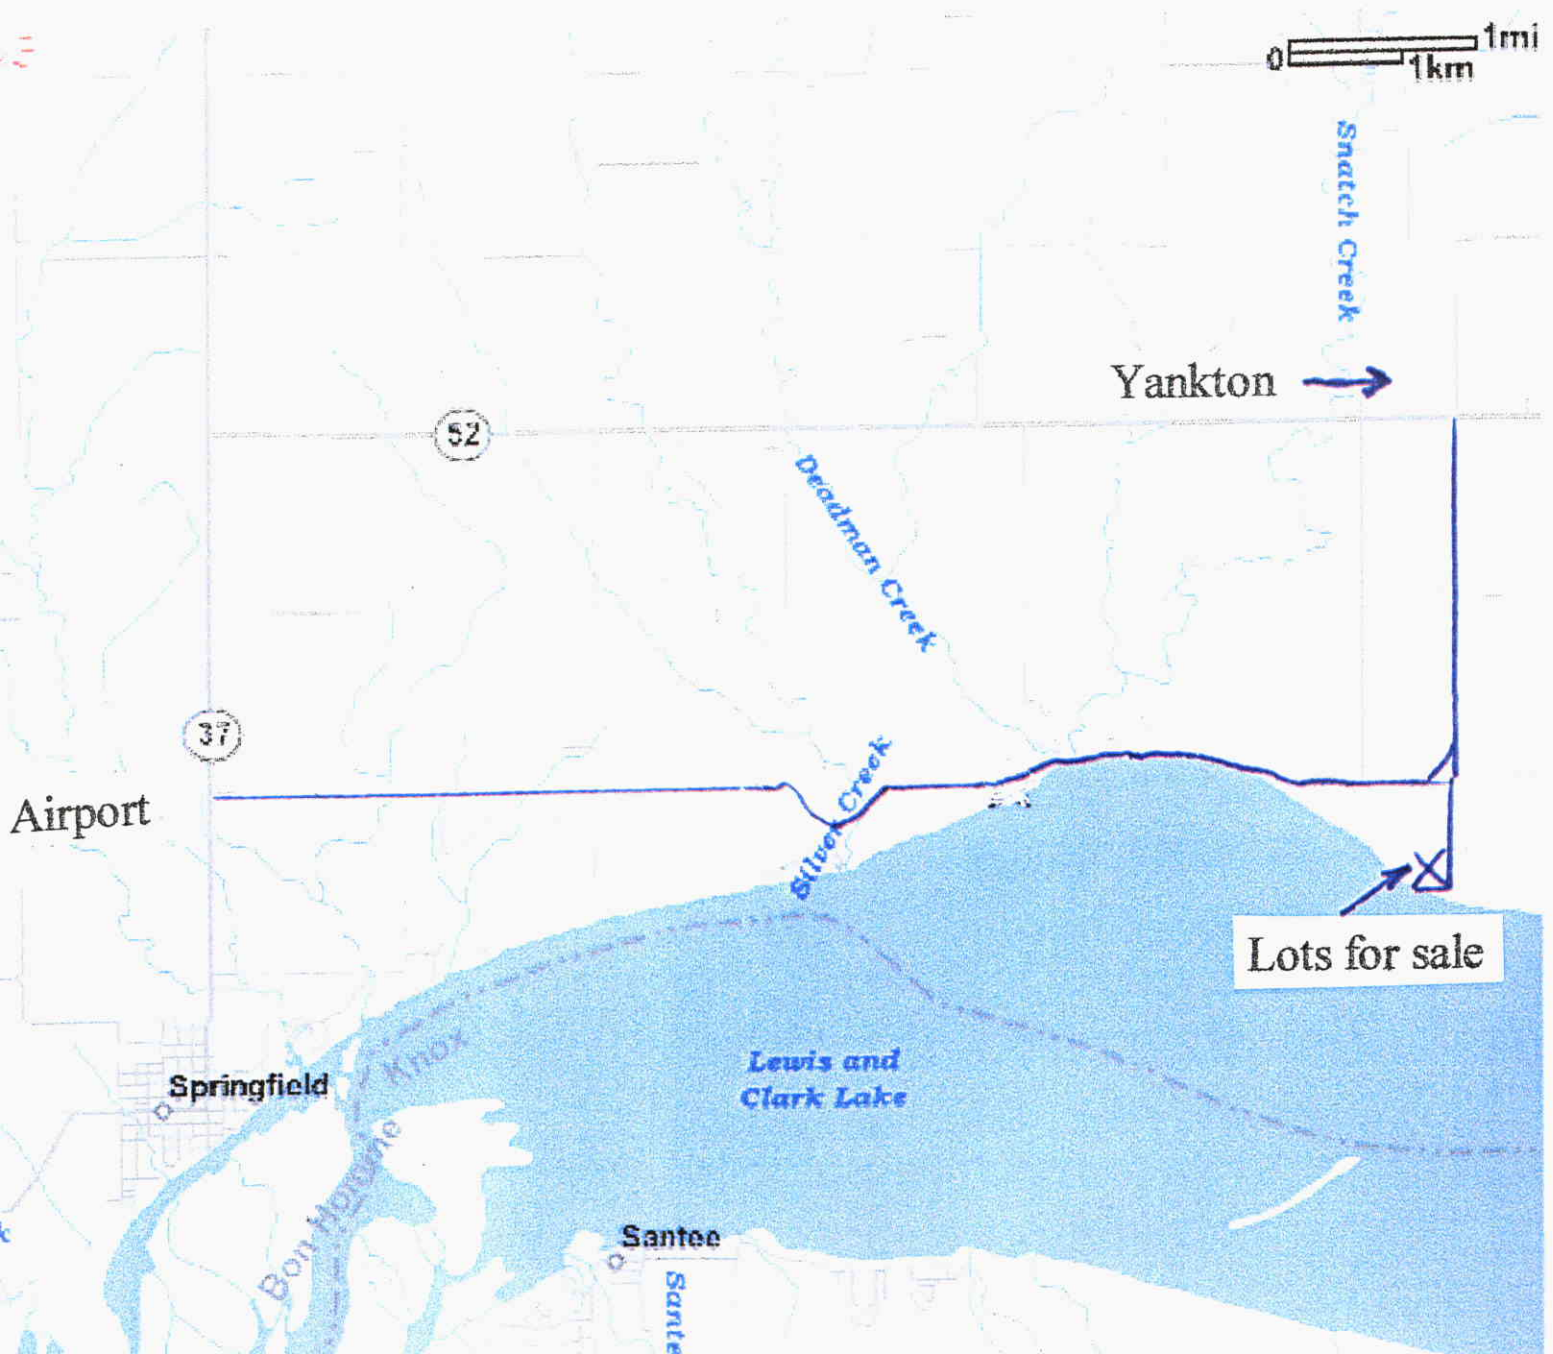 1mi
0
1km
Snatch Creek
Yankton
52
Deadman Creek
37
Silver Creek
Airport
Lots for sale
Knox
Lewis and
Clark Lake
Springfield
Bon Homme
Santee
Sante